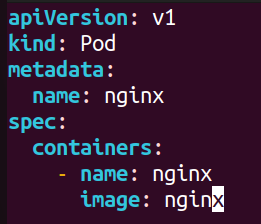 apiVersion: v1
kind: Pod
metadata:
  name: nginx
spec:
  containers:
    - name: nginx
      image: nginx